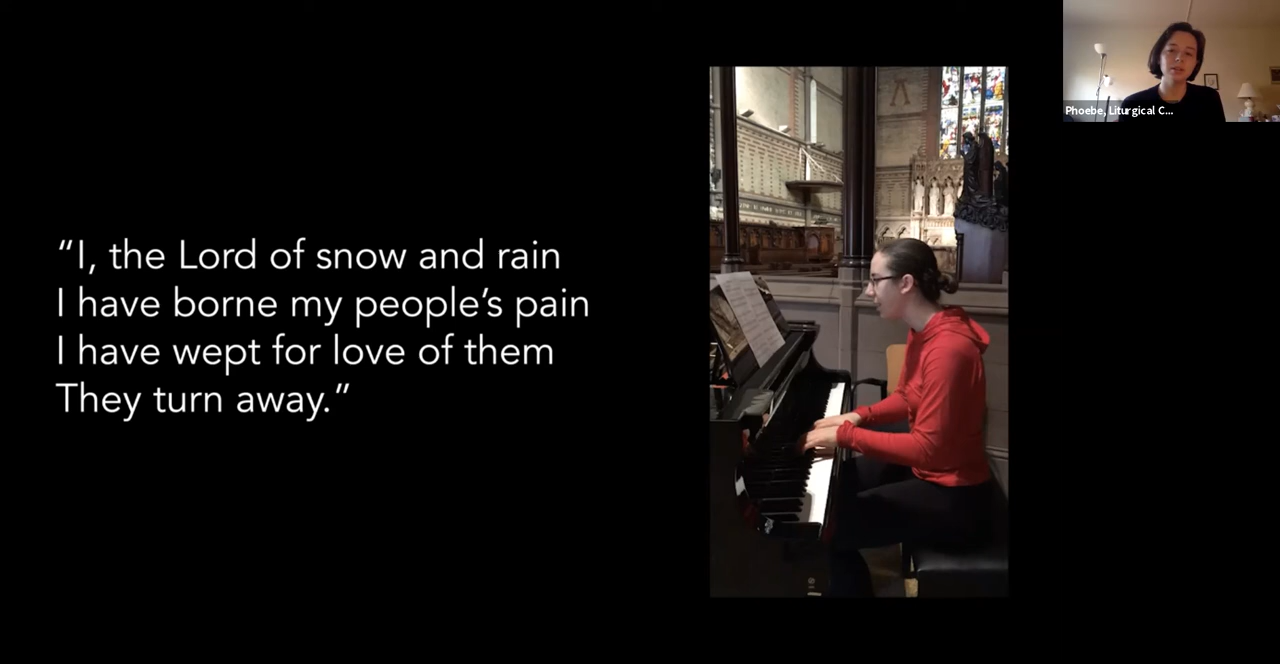 “I, the Lord of snow and rain
I have borne my people’s pain
I have wept for love of them
They turn away.”
Phoebe, Liturgical C...